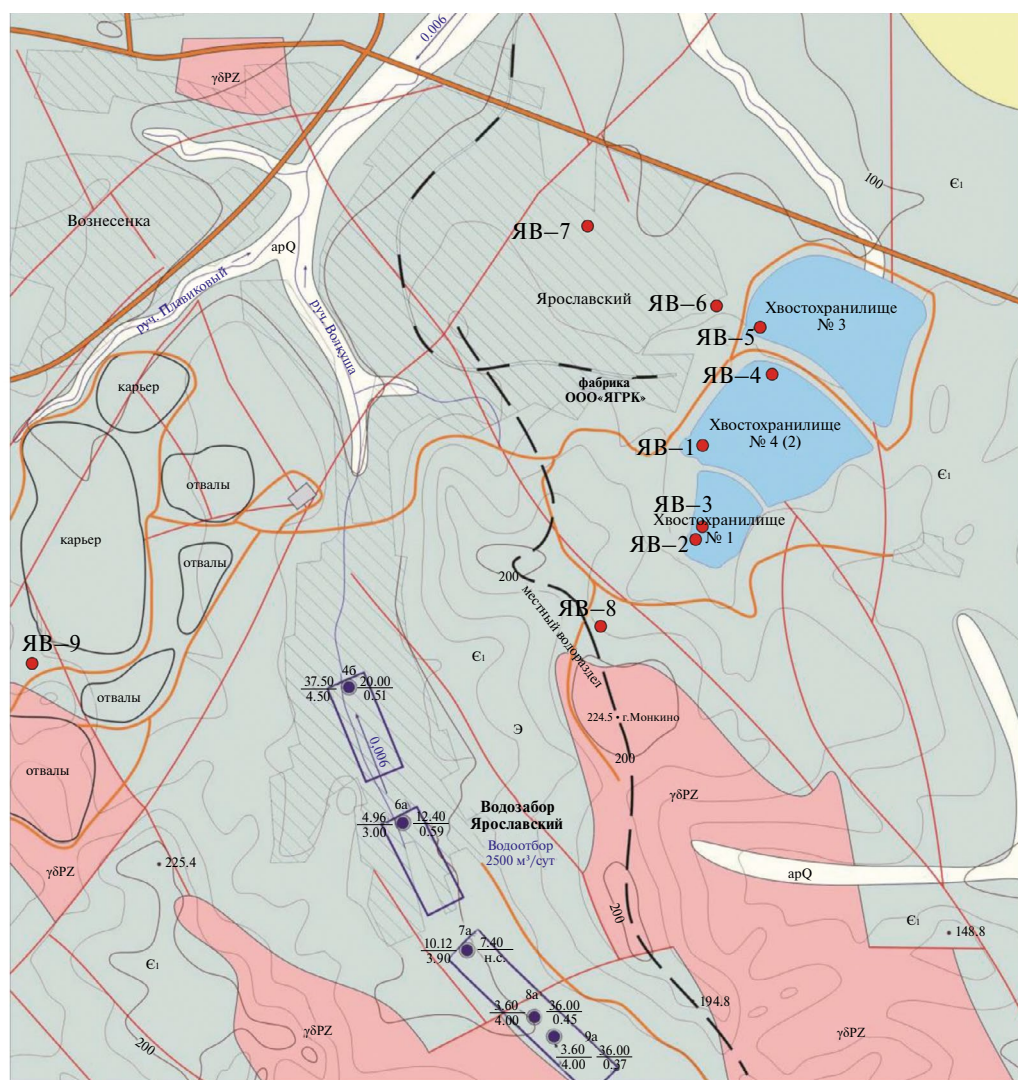 0.006
γδPZ
Є₁
100
Вознесенка
apQ
ЯВ–7
руч. Плавиковый
руч. Волкуша
Ярославский
ЯВ–6
Хвостохранилище
№ 3
ЯВ–5
ЯВ–4
фабрика
ООО«ЯГРК»
карьер
Хвостохранилище
№ 4 (2)
ЯВ–1
отвалы
Є₁
ЯВ–3
Хвостохранилище
№ 1
карьер
ЯВ–2
отвалы
200
ЯВ–8
местный водораздел
ЯВ–9
Є₁
4б
37.50
4.50
20.00
0.51
отвалы
224.5 • г.Монкино
Э
0,006
200
отвалы
γδPZ
6а
4.96
3.00
12.40
0.59
Водозабор
Ярославский
Водоотбор
2500 м³/сут
225.4
γδPZ
apQ
200
Є₁
148.8
7а
10.12
3.90
7.40
н.с.
Є₁
8а
3.60
4.00
36.00
0.45
194.8
9а
3.60
4.00
36.00
0.37
200
γδPZ
γδPZ